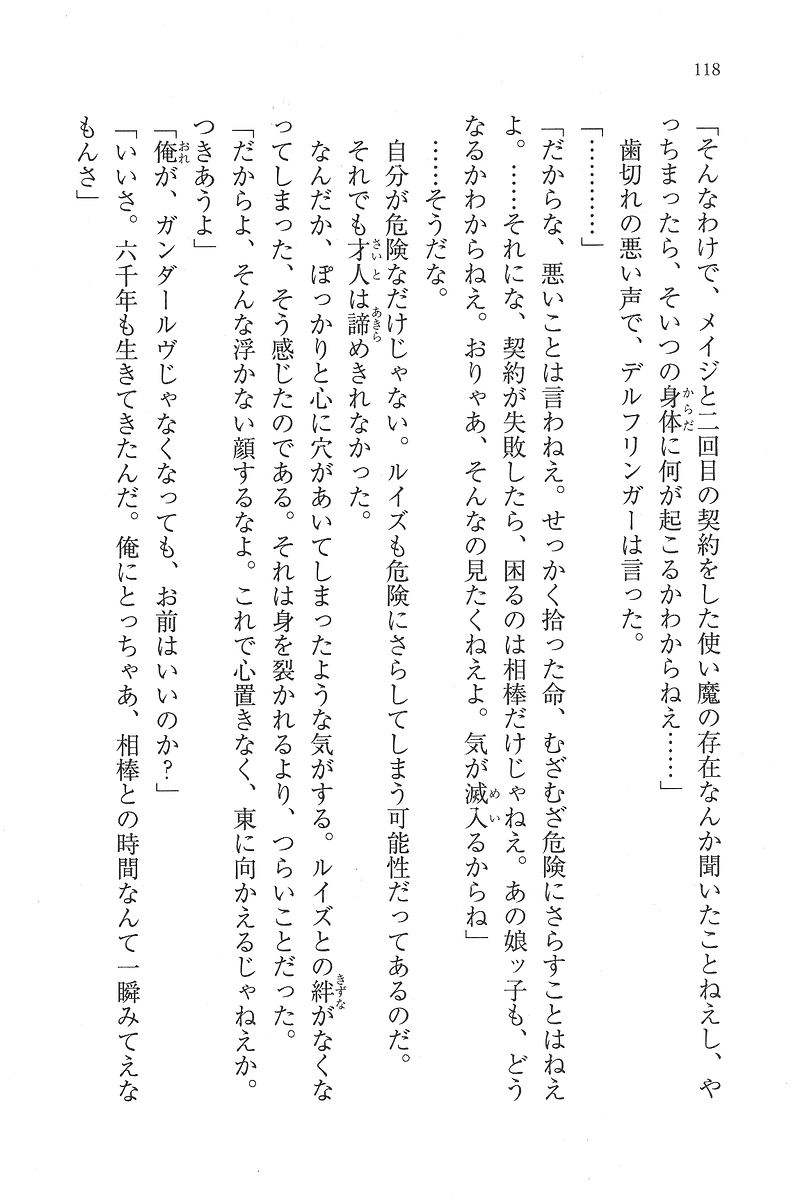 118
「そんなわけで、メイジと二回目の契約をした使い魔の存在なんか聞いたことねえし、や
っちまったら、そいつの身体に何が起こるかわからねえ……」
歯切れの悪い声で、デルフリンガーは言った。
「…………」
「だからな、悪いことは言わねえ。せっかく拾った命、むざむざ危険にさらすことはねえ
よ。……それにな、契約が失敗したら、困るのは相棒だけじゃねえ。あの娘ッ子も、どう
なるかわからねえ。おりゃあ、そんなの見たくねえよ。気が滅入るからね」
……そうだな。
自分が危険なだけじゃない。ルイズも危険にさらしてしまう可能性だってあるのだ。
それでも才人は諦めきれなかった。
なんだか、ぽっかりと心に穴があいてしまったような気がする。ルイズとの絆がなくな
ってしまった、そう感じたのである。それは身を裂かれるより、つらいことだった。
「だからよ、そんな浮かない顔するなよ。これで心置きなく、東に向かえるじゃねえか。
つきあうよ」
「俺が、ガンダールヴじゃなくなっても、お前はいいのか？」
「いいさ。六千年も生きてきたんだ。俺にとっちゃあ、相棒との時間なんて一瞬みてえな
もんさ」